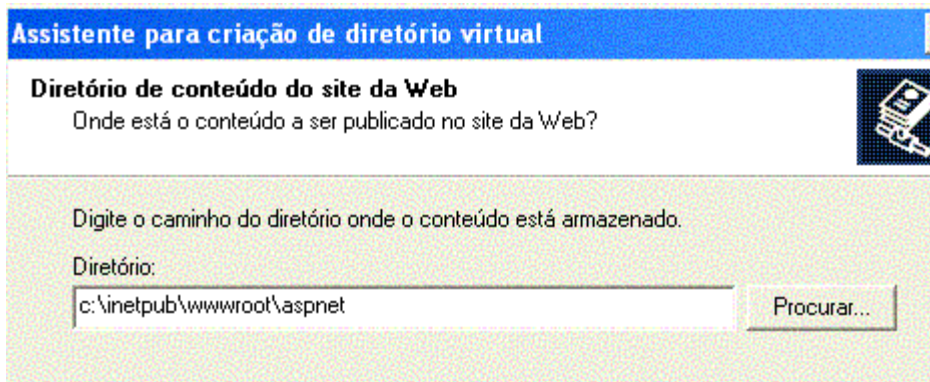 Assistente para criação de diretório virtual
Diretório de conteúdo do site da Web
Onde está o conteúdo a ser publicado no site da Web?
Digite o caminho do diretório onde o conteúdo está armazenado.
Diretório:
c:\inetpub\wwwroot\aspnet
Procurar...